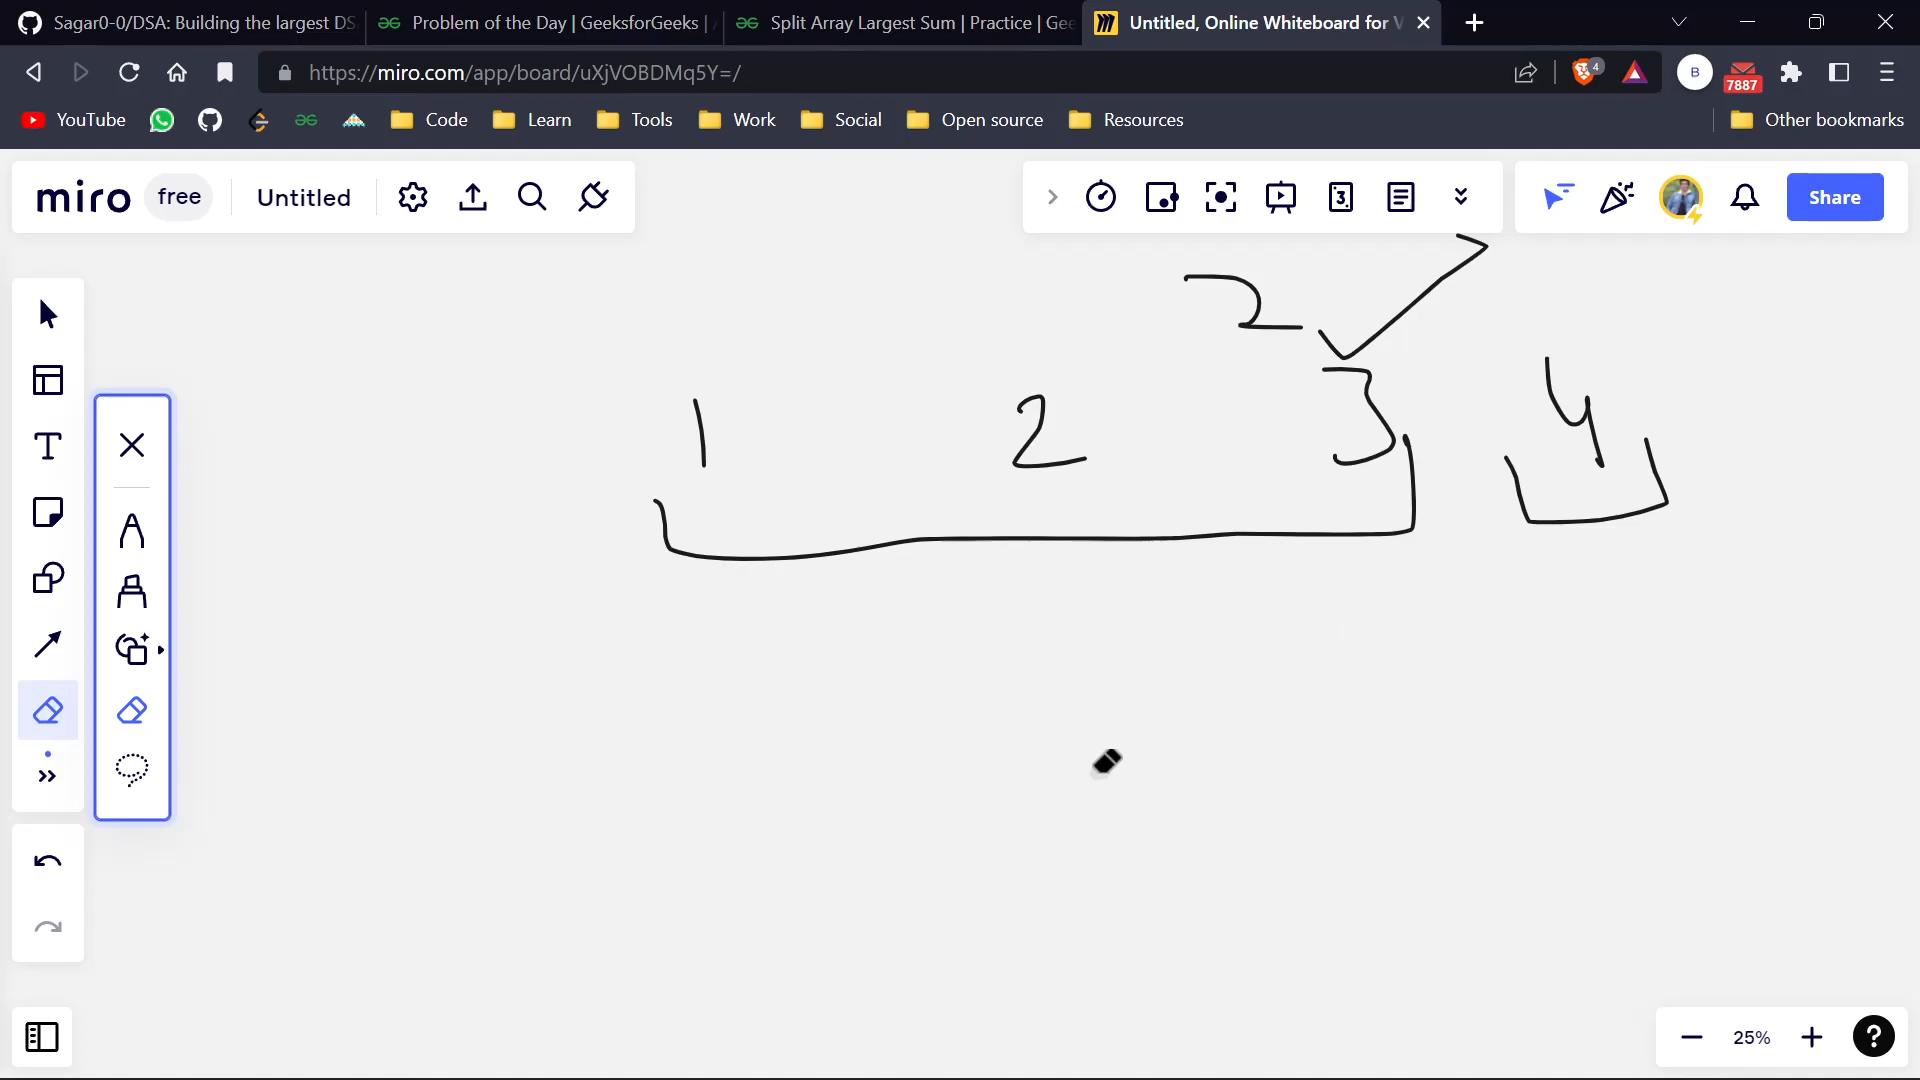 Sagar0-0/DSA: Building the largest DS
Problem of the Day | GeeksforGeeks |
Split Array Largest Sum | Practice | Gee
Untitled, Online Whiteboard for V
https://miro.com/app/board/uXjVOBDMq5Y=/
4
B
7887
YouTube
Code
Learn
Tools
Work
Social
Open source
Resources
Other bookmarks
miro
free
Untitled
3
Share
2
1 2 3 4
25%
?